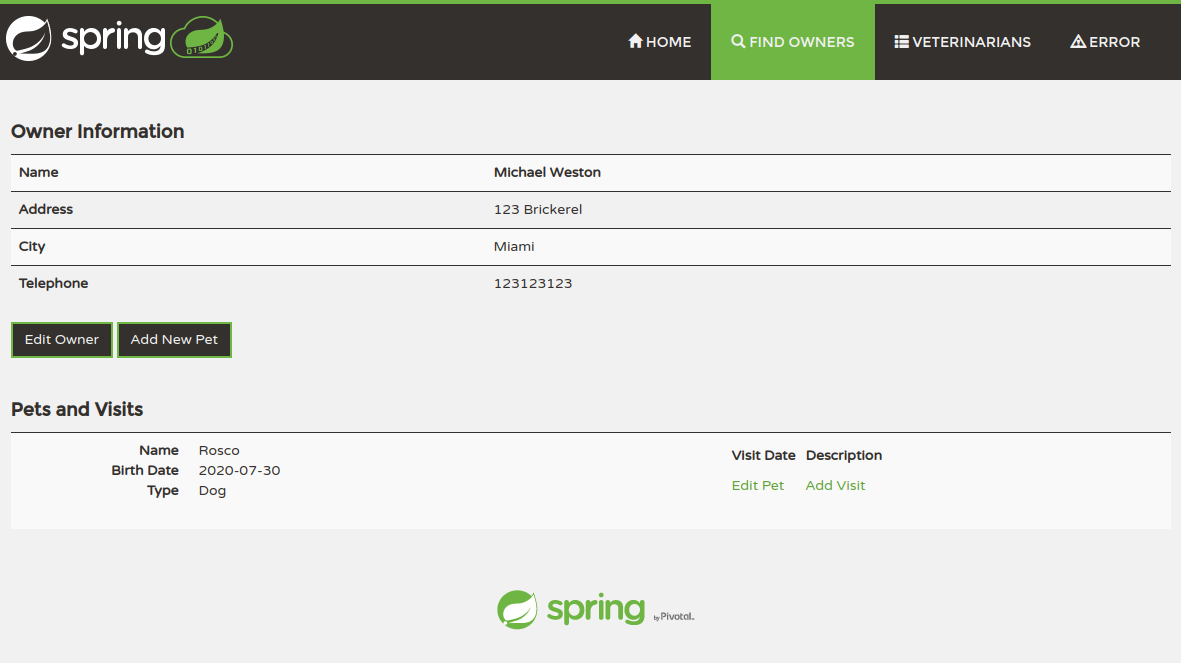 spring
HOME FIND OWNERS VETERINARIANS ERROR
Owner Information
Name Michael Weston
Address 123 Brickerel
City Miami
Telephone 123123123
Edit Owner Add New Pet
Pets and Visits
Name Rosco
Birth Date 2020-07-30
Type Dog
Visit Date Description
Edit Pet Add Visit
spring by Pivotal.